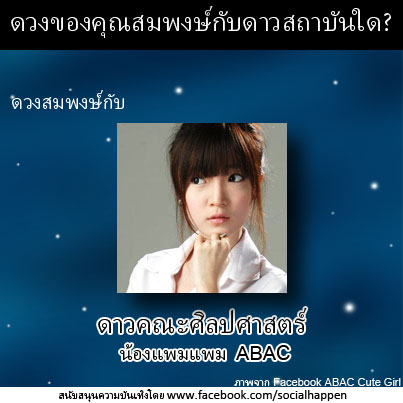 ดวงของคุณสมพงษ์กับดาวสถาบันใด?
ดวงสมพงษ์กับ
ดาวคณะศิลปศาสตร์
น้องแพมแพม ABAC
ภาพจาก Facebook ABAC Cute Girl
สนับสนุนความบันเทิงโดย www.facebook.com/socialhappen